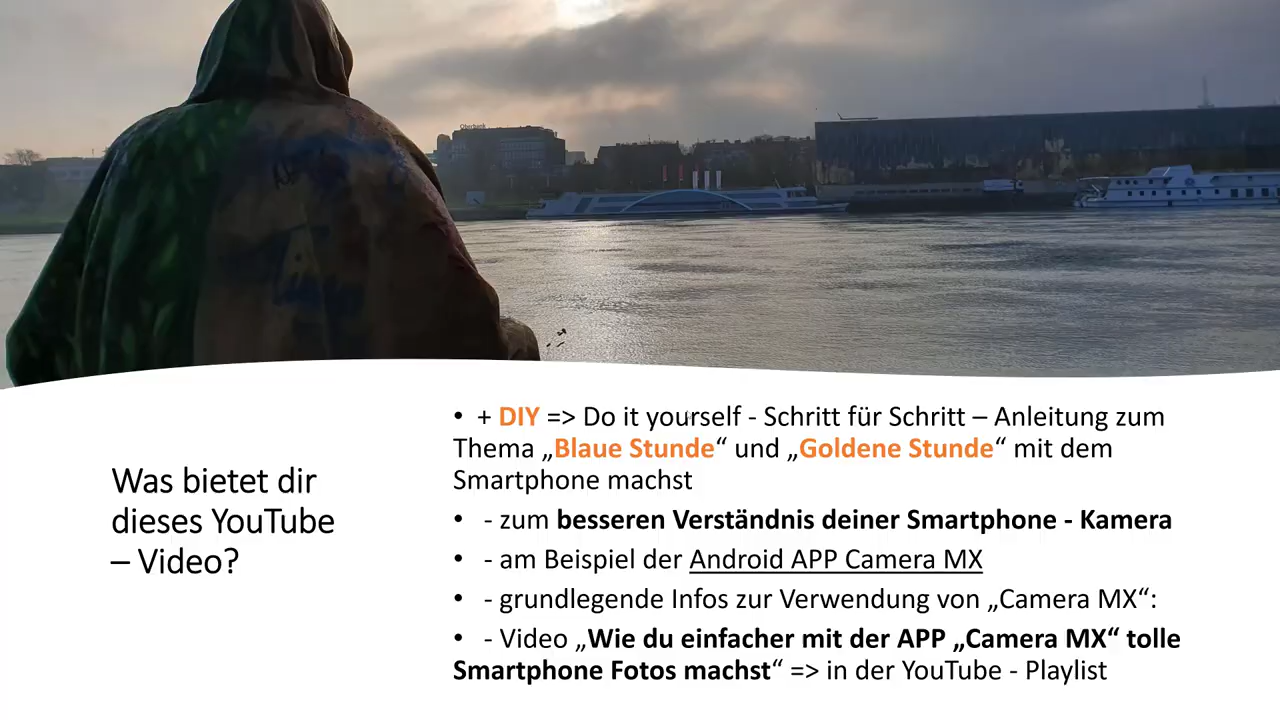 Oberbank
Was bietet dir
dieses YouTube
– Video?
• + DIY => Do it yourself - Schritt für Schritt – Anleitung zum
Thema „Blaue Stunde“ und „Goldene Stunde“ mit dem
Smartphone machst
• - zum besseren Verständnis deiner Smartphone - Kamera
• - am Beispiel der Android APP Camera MX
• - grundlegende Infos zur Verwendung von „Camera MX“:
• - Video „Wie du einfacher mit der APP „Camera MX“ tolle
Smartphone Fotos machst“ => in der YouTube - Playlist